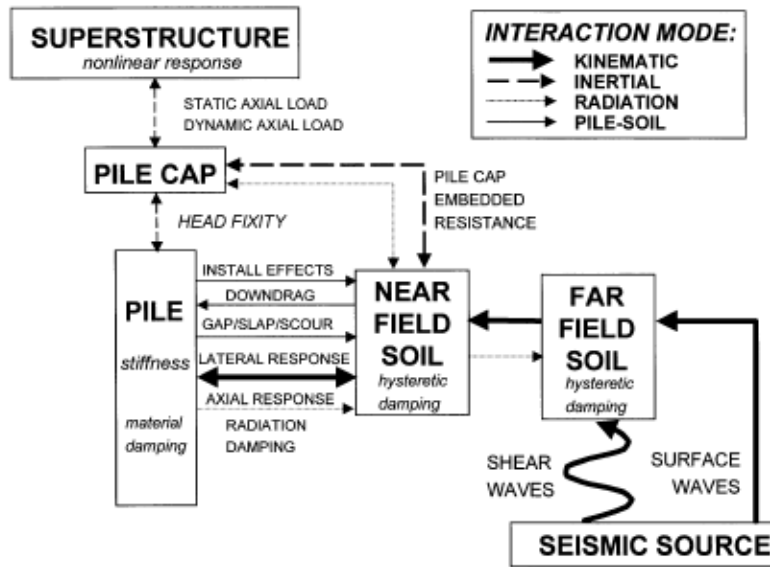 SUPERSTRUCTURE
nonlinear response
INTERACTION MODE:
KINEMATIC
INERTIAL
RADIATION
PILE-SOIL
STATIC AXIAL LOAD
DYNAMIC AXIAL LOAD
PILE CAP
PILE CAP
EMBEDDED
RESISTANCE
HEAD FIXITY
PILE
stiffness
material
damping
INSTALL EFFECTS
DOWNDRAG
GAP/SLAP/SCOUR
LATERAL RESPONSE
AXIAL RESPONSE
RADIATION
DAMPING
NEAR
FIELD
SOIL
hysteretic
damping
FAR
FIELD
SOIL
hysteretic
damping
SHEAR
WAVES
SURFACE
WAVES
SEISMIC SOURCE